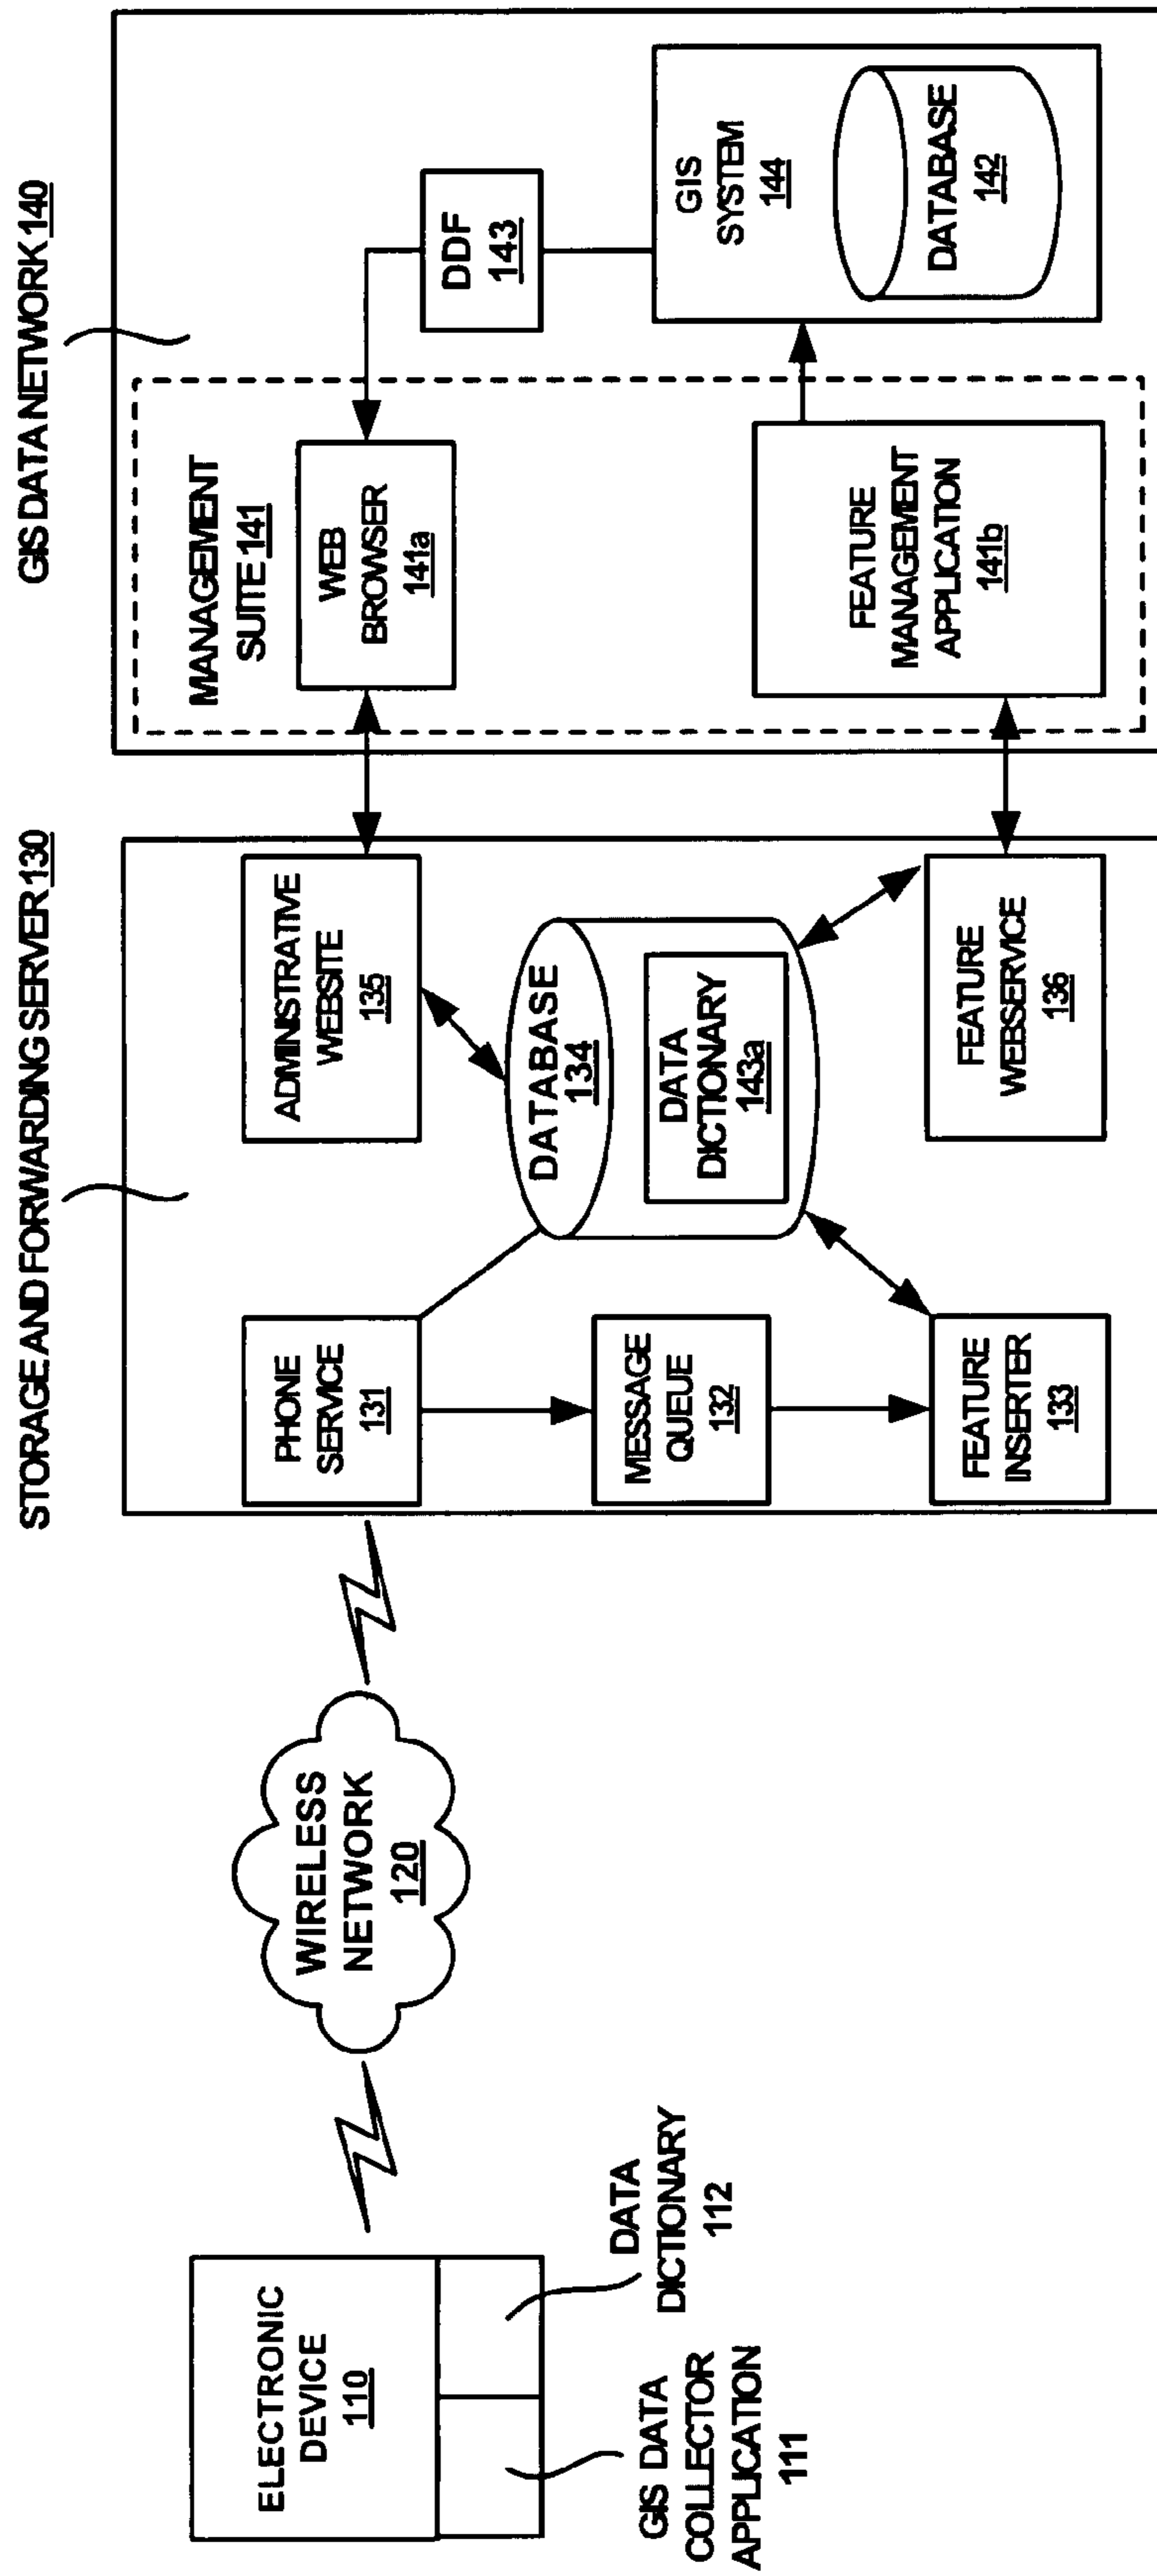 STORAGE AND FORWARDING SERVER 130
GIS DATA NETWORK 140
ELECTRONIC
DEVICE
110
GIS DATA
COLLECTOR
APPLICATION
111
DATA
DICTIONARY
112
WIRELESS
NETWORK
120
PHONE
SERVICE
131
MESSAGE
QUEUE
132
FEATURE
INSERTER
133
DATABASE
134
DATA
DICTIONARY
143a
ADMINISTRATIVE
WEBSITE
135
FEATURE
WEBSERVICE
136
MANAGEMENT
SUITE 141
WEB
BROWSER
141a
FEATURE
MANAGEMENT
APPLICATION
141b
DDF
143
GIS
SYSTEM
144
DATABASE
142